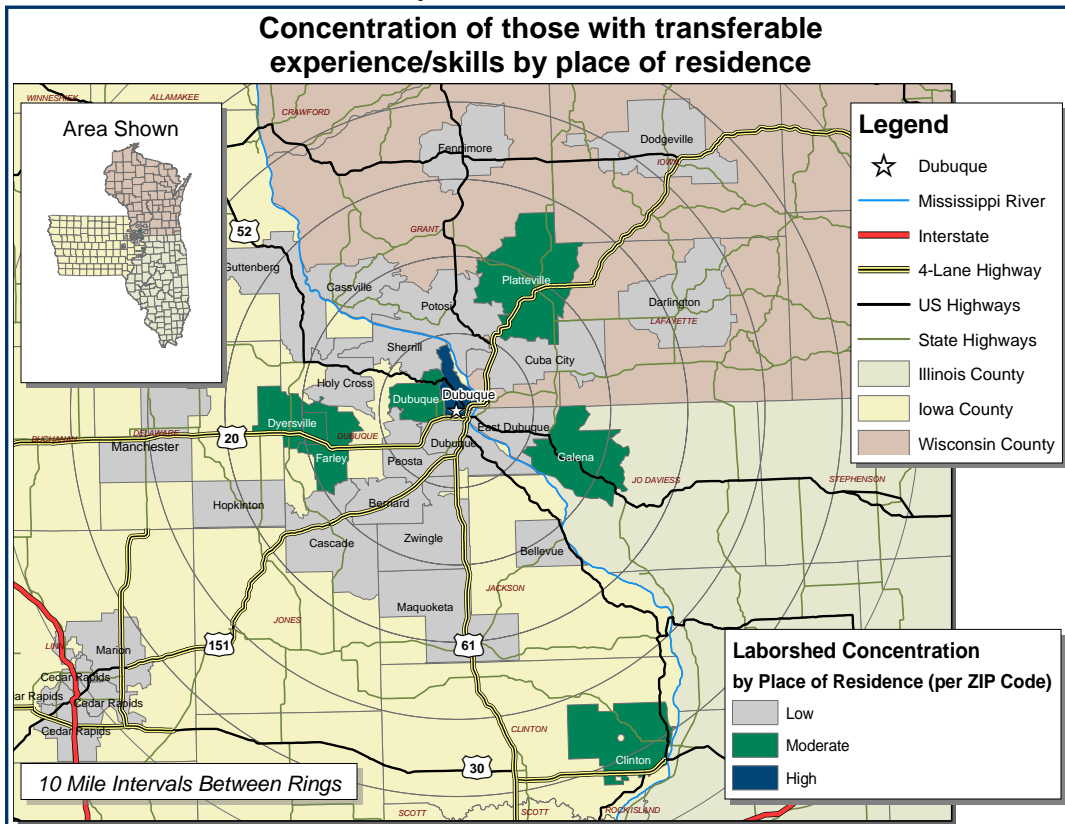 Concentration of those with transferable
experience/skills by place of residence
WINNESHIEK
ALLAMAKEE
CRAWFORD
Area Shown
Fennimore
Dodgeville
IOWA
52
GRANT
Guttenberg
Cassville
Platteville
Potosi
Darlington
LAFAYETTE
Sherrill
Cuba City
Holy Cross
Dubuque
Dubuque
Dyersville
East Dubuque
BUCHANAN
DELAWARE
20
DUBUQUE
Dubuque
Manchester
Farley
Peosta
Galena
JO DAVIESS
STEPHENSON
Hopkinton
Bernard
Cascade
Zwingle
Bellevue
JACKSON
Maquoketa
JONES
151
61
LINN
Marion
Cedar Rapids
dar Rapids
Cedar Rapids
Cedar Rapids
CLINTON
Clinton
30
10 Mile Intervals Between Rings
SCOTT
SCOTT
ROCK ISLAND
Legend
Dubuque
Mississippi River
Interstate
4-Lane Highway
US Highways
State Highways
Illinois County
Iowa County
Wisconsin County
Laborshed Concentration
by Place of Residence (per ZIP Code)
Low
Moderate
High